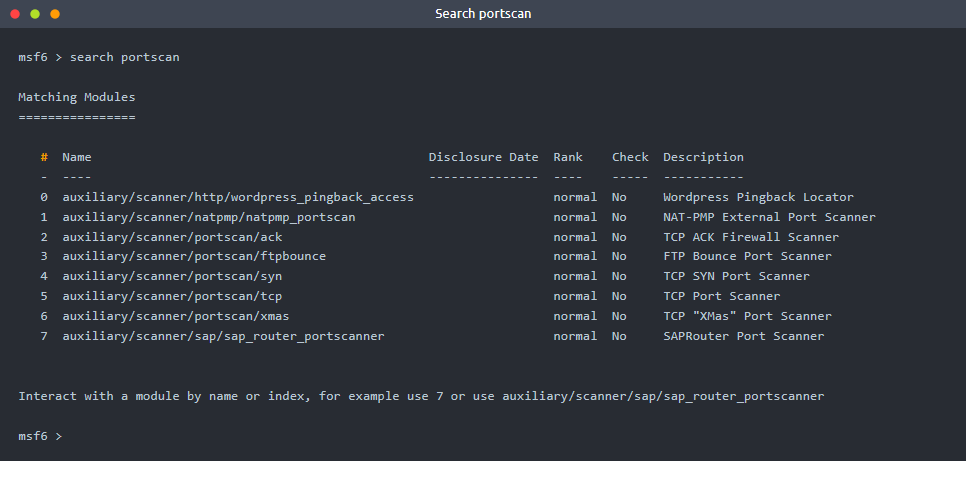 Search portscan
msf6 > search portscan
Matching Modules
================
#  Name                                              Disclosure Date  Rank    Check  Description
-  ----                                              ---------------  ----    -----  -----------
0  auxiliary/scanner/http/wordpress_pingback_access                   normal  No     Wordpress Pingback Locator
1  auxiliary/scanner/natpmp/natpmp_portscan                           normal  No     NAT-PMP External Port Scanner
2  auxiliary/scanner/portscan/ack                                     normal  No     TCP ACK Firewall Scanner
3  auxiliary/scanner/portscan/ftpbounce                               normal  No     FTP Bounce Port Scanner
4  auxiliary/scanner/portscan/syn                                     normal  No     TCP SYN Port Scanner
5  auxiliary/scanner/portscan/tcp                                     normal  No     TCP Port Scanner
6  auxiliary/scanner/portscan/xmas                                    normal  No     TCP "XMas" Port Scanner
7  auxiliary/scanner/sap/sap_router_portscanner                       normal  No     SAPRouter Port Scanner
Interact with a module by name or index, for example use 7 or use auxiliary/scanner/sap/sap_router_portscanner
msf6 >